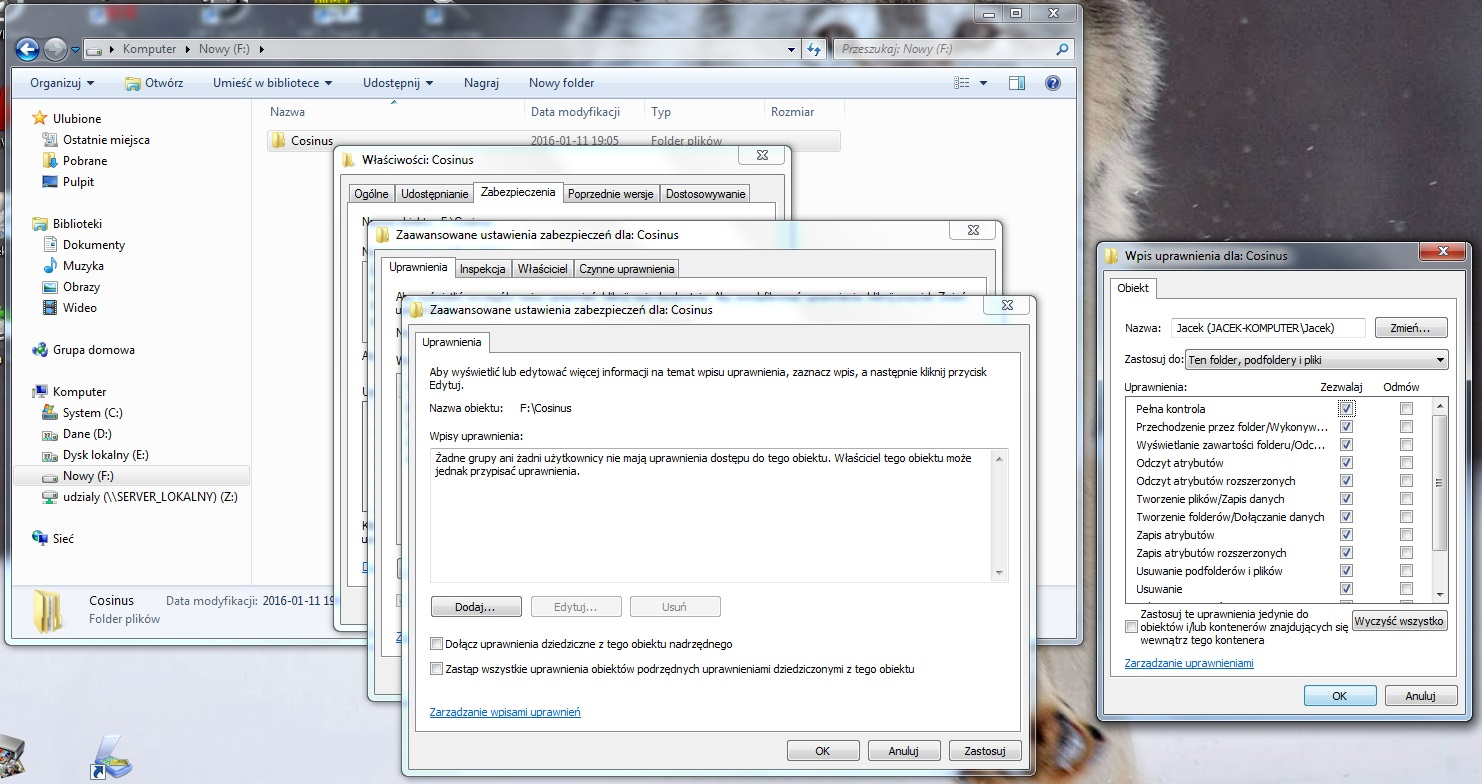 Komputer
Nowy (F:)
Przeszukaj: Nowy (F:)
Organizuj
Otwórz
Umieść w bibliotece
Udostępnij
Nagraj
Nowy folder
Ulubione
Ostatnie miejsca
Pobrane
Pulpit
Biblioteki
Dokumenty
Muzyka
Obrazy
Video
Grupa domowa
Komputer
System (C:)
Dane (D:)
Dysk lokalny (E:)
Nowy (F:)
udzialy (\\SERVER_LOKALNY) (Z:)
Sieć
Nazwa
Data modyfikacji
Typ
Rozmiar
Cosinus
2016-01-11 19:05
Folder plików
Cosinus
Data modyfikacji: 2016-01-11 19
Folder plików
Właściwości: Cosinus
Ogólne
Udostępnianie
Zabezpieczenia
Poprzednie wersje
Dostosowywanie
Zaawansowane ustawienia zabezpieczeń dla: Cosinus
Uprawnienia
Inspekcja
Właściciel
Czynne uprawnienia
Zaawansowane ustawienia zabezpieczeń dla: Cosinus
Uprawnienia
Aby wyświetlić lub edytować więcej informacji na temat wpisu uprawnienia, zaznacz wpis, a następnie kliknij przycisk
Edytuj.
Nazwa obiektu: F:\Cosinus
Wpisy uprawnienia:
Żadne grupy ani żadni użytkownicy nie mają uprawnienia dostępu do tego obiektu. Właściciel tego obiektu może
jednak przypisać uprawnienia.
Dodaj...
Edytuj...
Usuń
Dołącz uprawnienia dziedziczne z tego obiektu nadrzędnego
Zastąp wszystkie uprawnienia obiektów podrzędnych uprawnieniami dziedziczonymi z tego obiektu
Zarządzanie wpisami uprawnień
OK
Anuluj
Zastosuj
Wpis uprawnienia dla: Cosinus
Obiekt
Nazwa: Jacek (JACEK-KOMPUTER\Jacek)
Zmień...
Zastosuj do: Ten folder, podfoldery i pliki
Uprawnienia: Zezwalaj Odmów
Pełna kontrola
Przechodzenie przez folder/Wykonyw...
Wyświetlanie zawartości folderu/Odc...
Odczyt atrybutów
Odczyt atrybutów rozszerzonych
Tworzenie plików/Zapis danych
Tworzenie folderów/Dołączanie danych
Zapis atrybutów
Zapis atrybutów rozszerzonych
Usuwanie podfolderów i plików
Usuwanie
Zastosuj te uprawnienia jedynie do
obiektów i/lub kontenerów znajdujących się
wewnątrz tego kontenera
Wyczyść wszystko
Zarządzanie uprawnieniami
OK
Anuluj